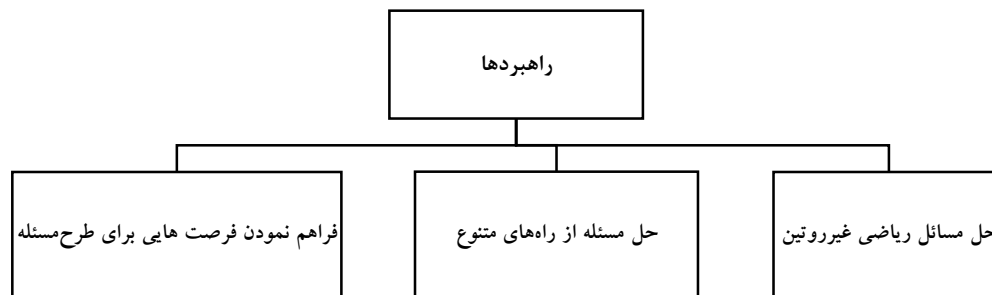 راهبردها
حل مسائل ریاضی غیرروتین
حل مسئله از راه‌های متنوع
فراهم نمودن فرصت هایی برای طرح‌مسئله